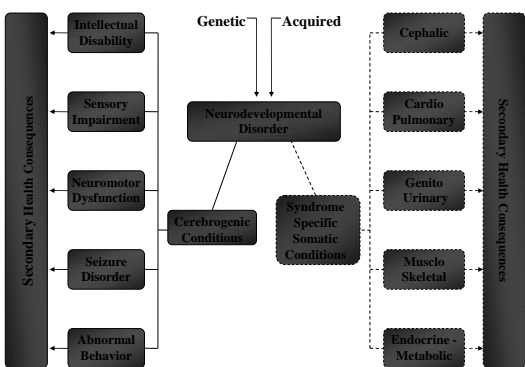 Genetic
Acquired
Neurodevelopmental
Disorder
Cerebrogenic
Conditions
Syndrome
Specific
Somatic
Conditions
Intellectual
Disability
Sensory
Impairment
Neuromotor
Dysfunction
Seizure
Disorder
Abnormal
Behavior
Secondary Health Consequences
Cephalic
Cardio
Pulmonary
Genito
Urinary
Musclo
Skeletal
Endocrine -
Metabolic
Secondary Health Consequences